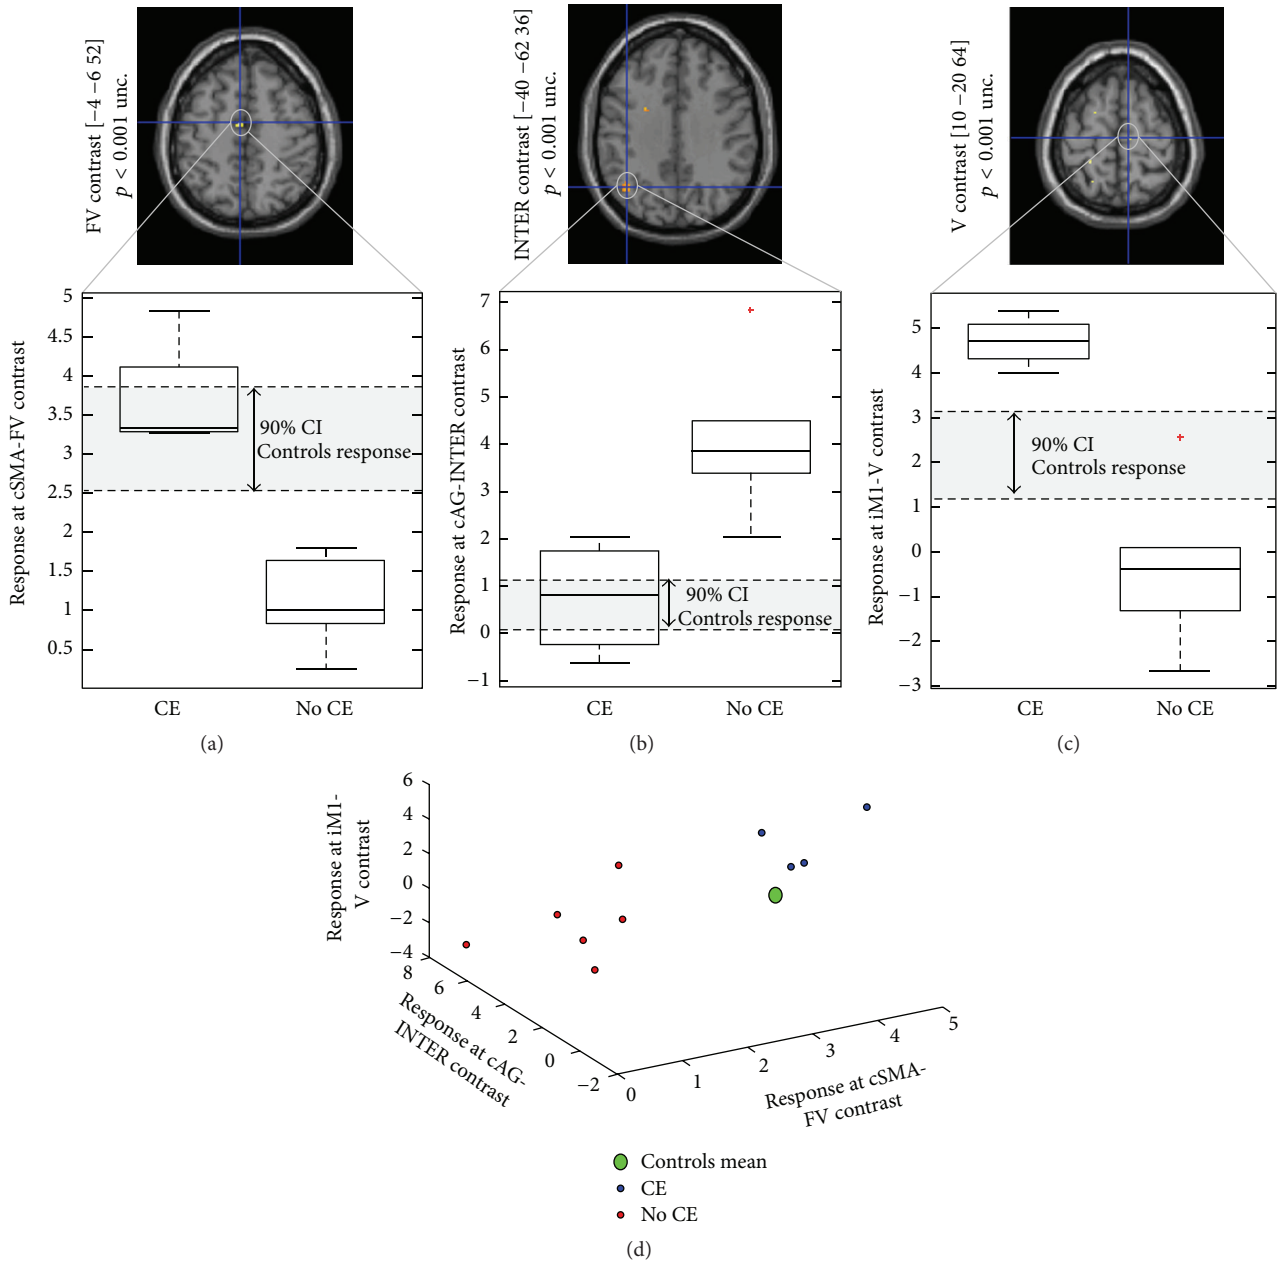 FV contrast [−4 −6 52]
p < 0.001 unc.
INTER contrast [−40 −62 36]
p < 0.001 unc.
V contrast [10 −20 64]
p < 0.001 unc.
Response at cSMA-FV contrast
5
4.5
4
3.5
3
2.5
2
1.5
1
0.5
90% CI
Controls response
CE
No CE
(a)
Response at cAG-INTER contrast
7
6
5
4
3
2
1
0
−1
90% CI
Controls response
CE
No CE
(b)
Response at iM1-V contrast
5
4
3
2
1
0
−1
−2
−3
90% CI
Controls response
CE
No CE
(c)
Response at iM1-
V contrast
6
4
2
0
−2
−4
8
6
4
2
0
−2
Response at cAG-
INTER contrast
0
1
2
3
4
5
Response at cSMA-
FV contrast
Controls mean
CE
No CE
(d)